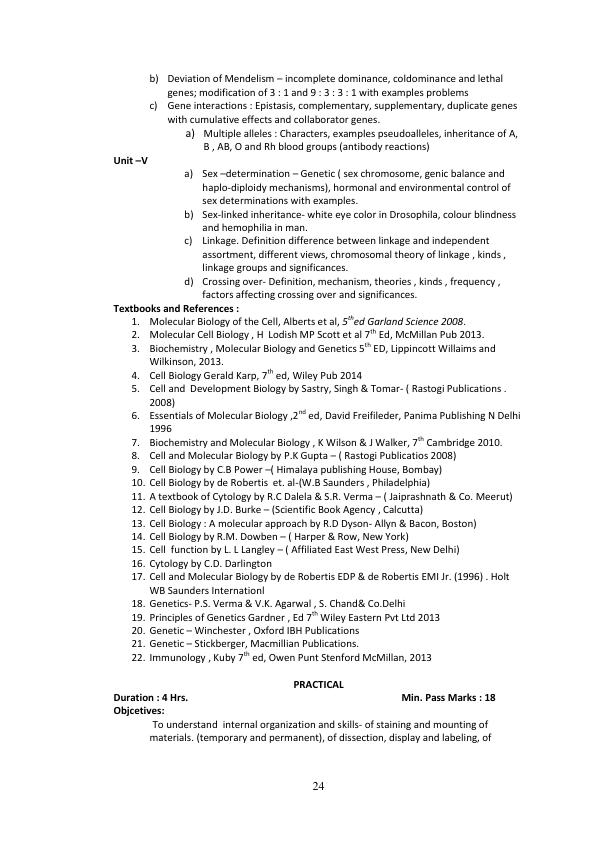 b) Deviation of Mendelism – incomplete dominance, coldominance and lethal
genes; modification of 3 : 1 and 9 : 3 : 3 : 1 with examples problems
c) Gene interactions : Epistasis, complementary, supplementary, duplicate genes
with cumulative effects and collaborator genes.
a) Multiple alleles : Characters, examples pseudoalleles, inheritance of A,
B , AB, O and Rh blood groups (antibody reactions)
Unit –V
a) Sex –determination – Genetic ( sex chromosome, genic balance and
haplo-diploidy mechanisms), hormonal and environmental control of
sex determinations with examples.
b) Sex-linked inheritance- white eye color in Drosophila, colour blindness
and hemophilia in man.
c) Linkage. Definition difference between linkage and independent
assortment, different views, chromosomal theory of linkage , kinds ,
linkage groups and significances.
d) Crossing over- Definition, mechanism, theories , kinds , frequency ,
factors affecting crossing over and significances.
Textbooks and References :
1. Molecular Biology of the Cell, Alberts et al, 5th ed Garland Science 2008.
2. Molecular Cell Biology , H Lodish MP Scott et al 7th Ed, McMillan Pub 2013.
3. Biochemistry , Molecular Biology and Genetics 5th ED, Lippincott Willaims and
Wilkinson, 2013.
4. Cell Biology Gerald Karp, 7th ed, Wiley Pub 2014
5. Cell and Development Biology by Sastry, Singh & Tomar- ( Rastogi Publications .
2008)
6. Essentials of Molecular Biology ,2nd ed, David Freifileder, Panima Publishing N Delhi
1996
7. Biochemistry and Molecular Biology , K Wilson & J Walker, 7th Cambridge 2010.
8. Cell and Molecular Biology by P.K Gupta – ( Rastogi Publicatios 2008)
9. Cell Biology by C.B Power –( Himalaya publishing House, Bombay)
10. Cell Biology by de Robertis et. al-(W.B Saunders , Philadelphia)
11. A textbook of Cytology by R.C Dalela & S.R. Verma – ( Jaiprashnath & Co. Meerut)
12. Cell Biology by J.D. Burke – (Scientific Book Agency , Calcutta)
13. Cell Biology : A molecular approach by R.D Dyson- Allyn & Bacon, Boston)
14. Cell Biology by R.M. Dowben – ( Harper & Row, New York)
15. Cell function by L. L Langley – ( Affiliated East West Press, New Delhi)
16. Cytology by C.D. Darlington
17. Cell and Molecular Biology by de Robertis EDP & de Robertis EMI Jr. (1996) . Holt
WB Saunders Internationl
18. Genetics- P.S. Verma & V.K. Agarwal , S. Chand& Co.Delhi
19. Principles of Genetics Gardner , Ed 7th Wiley Eastern Pvt Ltd 2013
20. Genetic – Winchester , Oxford IBH Publications
21. Genetic – Stickberger, Macmillian Publications.
22. Immunology , Kuby 7th ed, Owen Punt Stenford McMillan, 2013
PRACTICAL
Duration : 4 Hrs. Min. Pass Marks : 18
Objcetives:
To understand internal organization and skills- of staining and mounting of
materials. (temporary and permanent), of dissection, display and labeling, of
24